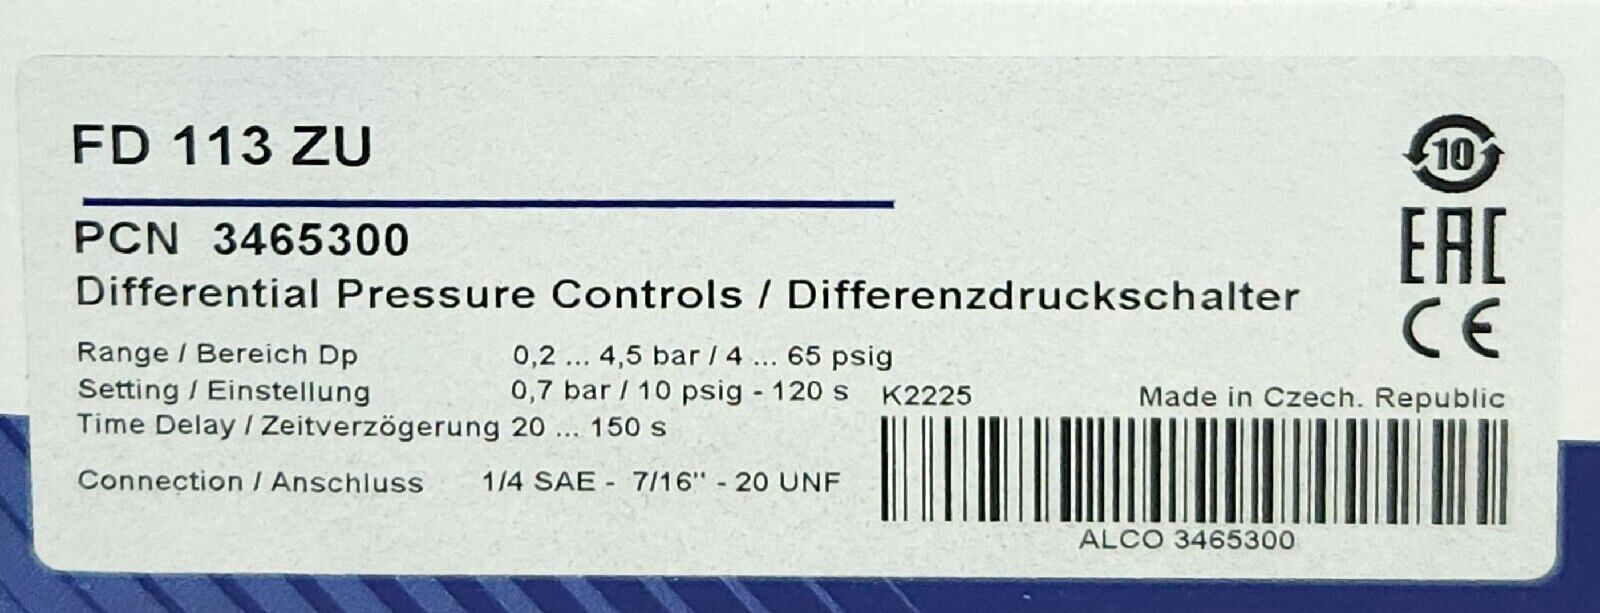 FD 113 ZU
10
PCN 3465300
EAC
Differential Pressure Controls / Differenzdruckschalter
CE
Range / Bereich Dp 0,2 ... 4,5 bar / 4 ... 65 psig
Setting / Einstellung 0,7 bar / 10 psig - 120 s K2225 Made in Czech. Republic
Time Delay / Zeitverzögerung 20 ... 150 s
Connection / Anschluss 1/4 SAE - 7/16" - 20 UNF
ALCO 3465300